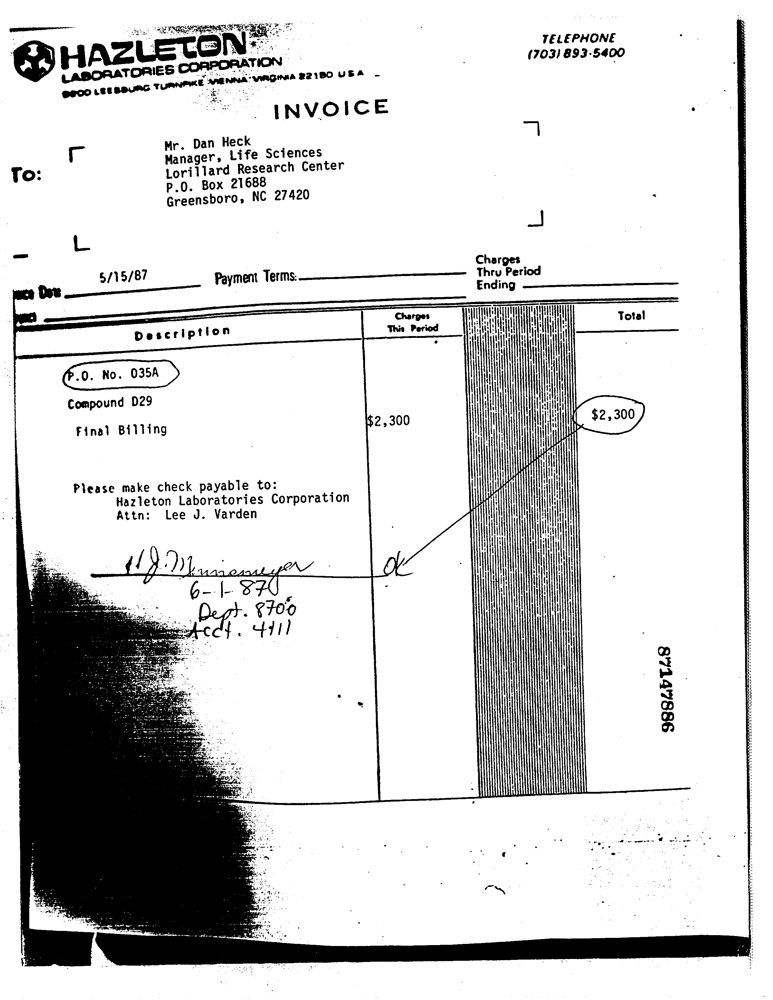 HAZLETON
LABORATORIES CORPORATION
9200 LEESBURG TURNPIKE VIENNA VIRGINIA 22180 U S A
TELEPHONE
(703) 893-5400
INVOICE
To:
Mr. Dan Heck
Manager, Life Sciences
Lorillard Research Center
P.O. Box 21688
Greensboro, NC 27420
Date 5/15/87
Payment Terms:
Charges
Thru Period
Ending
Description
Charges
This Period
Total
P.O. No. 035A
Compound D29
Final Billing $2,300 $2,300
Please make check payable to:
Hazleton Laboratories Corporation
Attn: Lee J. Varden
OK
6-1-87
Dept. 8700
Acct. 4111
87147886